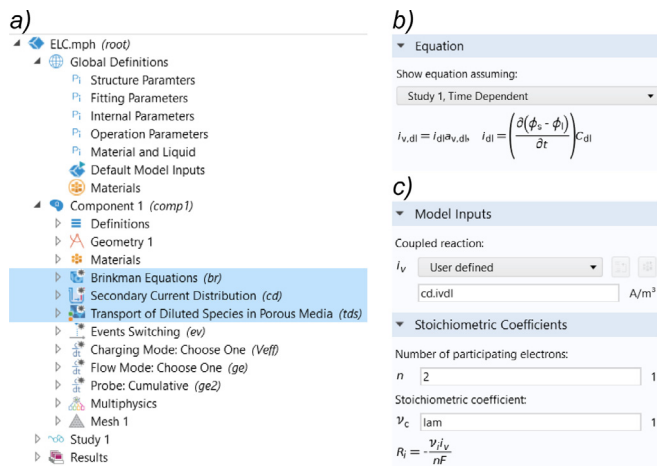 a)
ELC.mph (root)
Global Definitions
Pi Structure Paramters
Pi Fitting Parameters
Pi Internal Parameters
Pi Operation Parameters
Pi Material and Liquid
Default Model Inputs
Materials
Component 1 (comp1)
Definitions
Geometry 1
Materials
Brinkman Equations (br)
Secondary Current Distribution (cd)
Transport of Diluted Species in Porous Media (tds)
Events Switching (ev)
Charging Mode: Choose One (Veff)
Flow Mode: Choose One (ge)
Probe: Cumulative (ge2)
Multiphysics
Mesh 1
Study 1
Results
b)
Equation
Show equation assuming:
Study 1, Time Dependent
i_v,dl = i_dl a_v,dl, i_dl = (∂(ϕ_s - ϕ_l)/∂t) C_dl
c)
Model Inputs
Coupled reaction:
i_v User defined
cd.ivdl A/m³
Stoichiometric Coefficients
Number of participating electrons:
n 2 1
Stoichiometric coefficient:
ν_c lam 1
R_i = -ν_i i_v/nF